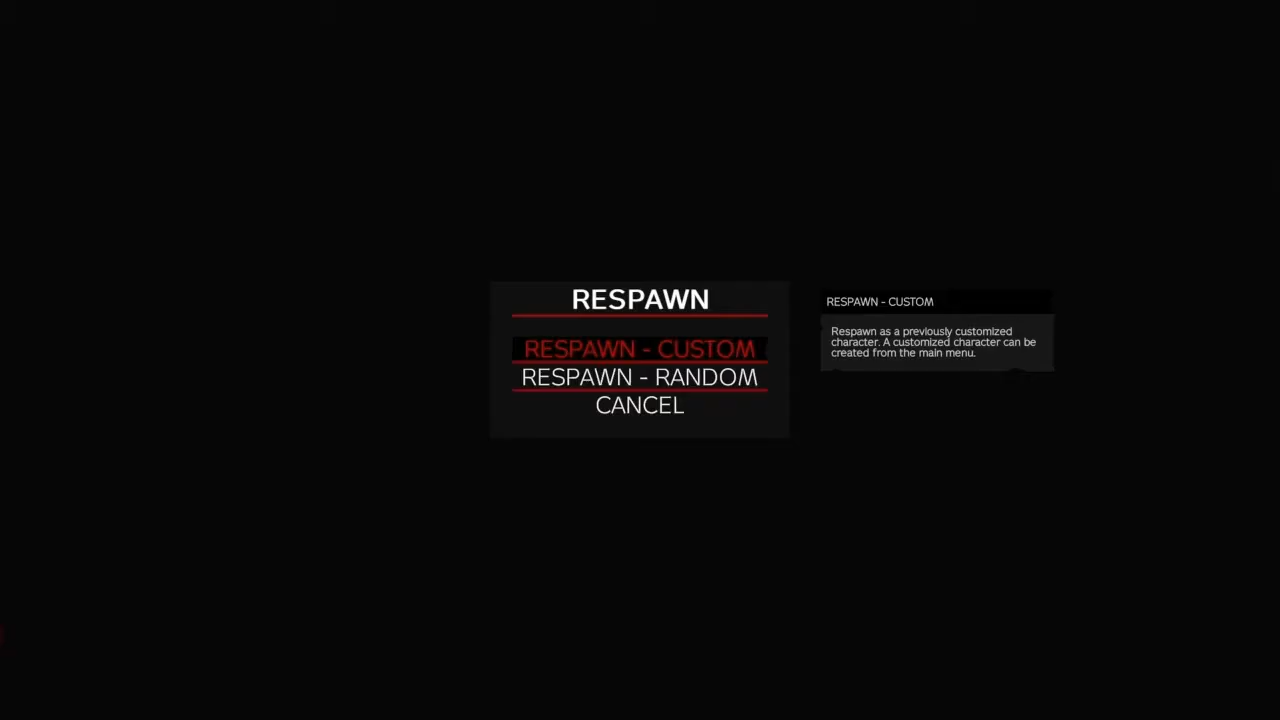 RESPAWN
RESPAWN - CUSTOM
RESPAWN - RANDOM
CANCEL
RESPAWN - CUSTOM
Respawn as a previously customized
character. A customized character can be
created from the main menu.